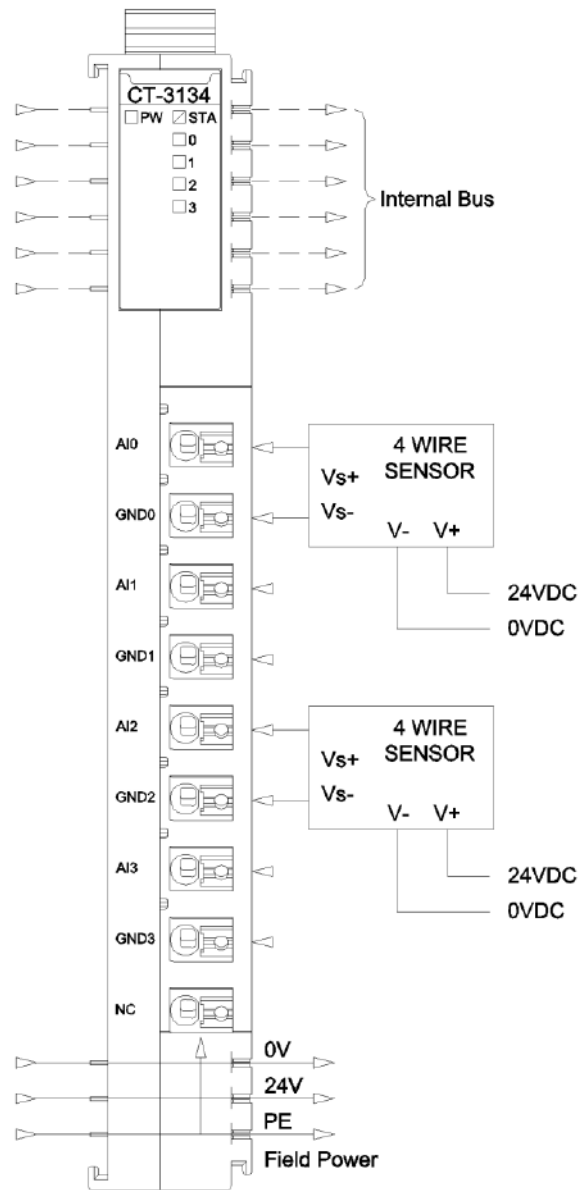 CT-3134
PW STA
0
1
2
3
Internal Bus
AI0
GND0
AI1
GND1
AI2
GND2
AI3
GND3
NC
4 WIRE
SENSOR
Vs+
Vs-
V- V+
24VDC
0VDC
4 WIRE
SENSOR
Vs+
Vs-
V- V+
24VDC
0VDC
0V
24V
PE
Field Power